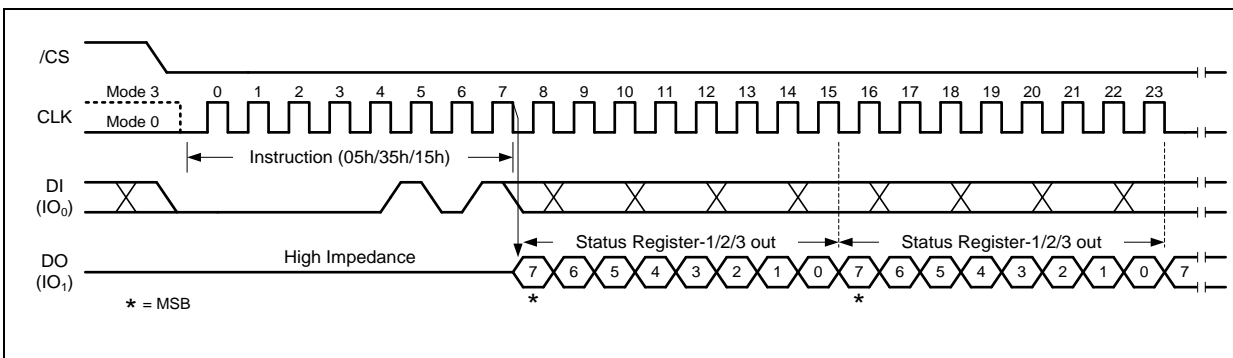 /CS
Mode 3 0 1 2 3 4 5 6 7 8 9 10 11 12 13 14 15 16 17 18 19 20 21 22 23
CLK
Mode 0
Instruction (05h/35h/15h)
DI
(IO0)
Status Register-1/2/3 out Status Register-1/2/3 out
High Impedance
DO
(IO1)
7 6 5 4 3 2 1 0 7 6 5 4 3 2 1 0 7
* *
* = MSB